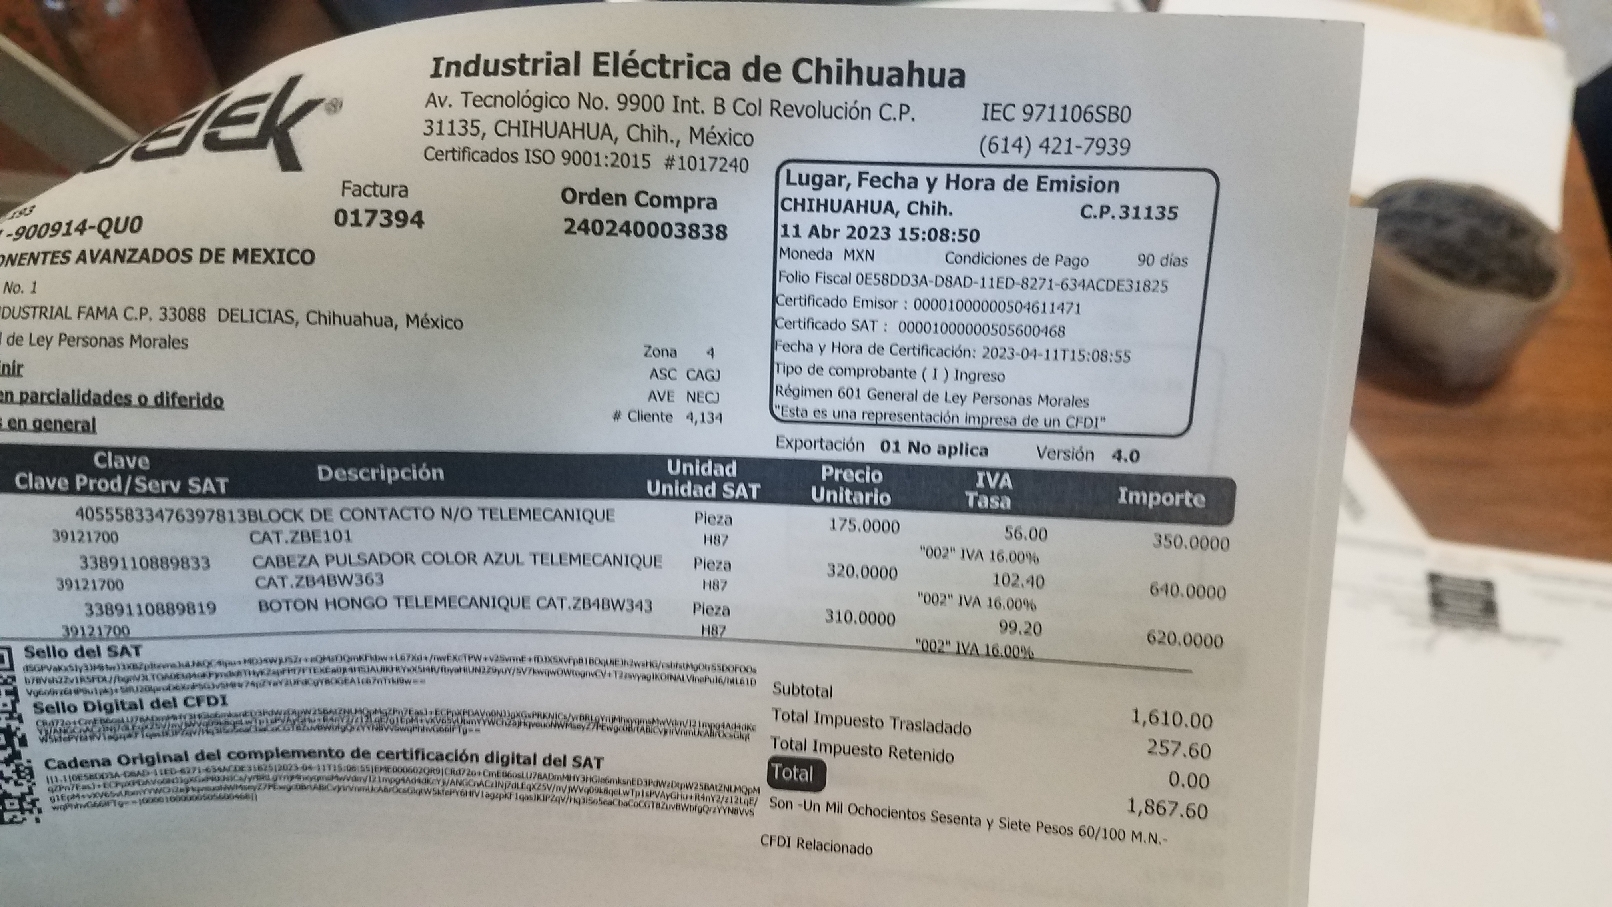 Industrial Eléctrica de Chihuahua
Av. Tecnológico No. 9900 Int. B Col Revolución C.P.
31135, CHIHUAHUA, Chih., México
Certificados ISO 9001:2015 #1017240
IEC 971106SB0
(614) 421-7939
elek®
Factura
017394
Orden Compra
240240003838
-900914-QU0
ONENTES AVANZADOS DE MEXICO
No. 1
DUSTRIAL FAMA C.P. 33088 DELICIAS, Chihuahua, México
de Ley Personas Morales
inir
en parcialidades o diferido
s en general
Zona 4
ASC CAGJ
AVE NECJ
# Cliente 4,134
Lugar, Fecha y Hora de Emision
CHIHUAHUA, Chih. C.P.31135
11 Abr 2023 15:08:50
Moneda MXN Condiciones de Pago 90 días
Folio Fiscal 0E58DD3A-D8AD-11ED-8271-634ACDE31825
Certificado Emisor : 00001000000504611471
Certificado SAT : 00001000000505600468
Fecha y Hora de Certificación: 2023-04-11T15:08:55
Tipo de comprobante ( I ) Ingreso
Régimen 601 General de Ley Personas Morales
"Esta es una representación impresa de un CFDI"
Exportación 01 No aplica Versión 4.0
Clave Descripción Unidad Precio IVA Importe
Clave Prod/Serv SAT Unidad SAT Unitario Tasa
40555833476397813BLOCK DE CONTACTO N/O TELEMECANIQUE Pieza 175.0000 56.00 350.0000
39121700 CAT.ZBE101 H87 "002" IVA 16.00%
3389110889833 CABEZA PULSADOR COLOR AZUL TELEMECANIQUE Pieza 320.0000 102.40 640.0000
39121700 CAT.ZB4BW363 H87 "002" IVA 16.00%
3389110889819 BOTON HONGO TELEMECANIQUE CAT.ZB4BW343 Pieza 310.0000 99.20 620.0000
39121700 H87 "002" IVA 16.00%
Sello del SAT
Sello Digital del CFDI
Cadena Original del complemento de certificación digital del SAT
Subtotal 1,610.00
Total Impuesto Trasladado 257.60
Total Impuesto Retenido 0.00
Total 1,867.60
Son -Un Mil Ochocientos Sesenta y Siete Pesos 60/100 M.N.-
CFDI Relacionado